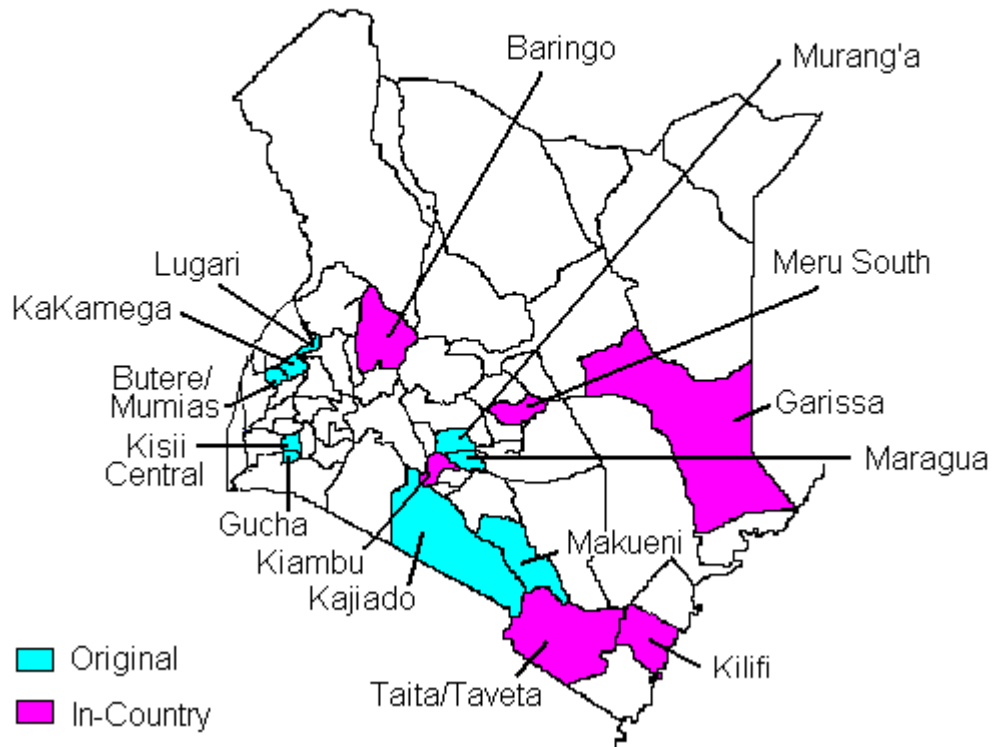 Baringo
Murang'a
Meru South
Lugari
KaKamega
Butere/
Mumias
Garissa
Kisii
Central
Maragua
Gucha
Kiambu
Makueni
Kajiado
Original
Kilifi
Taita/Taveta
In-Country